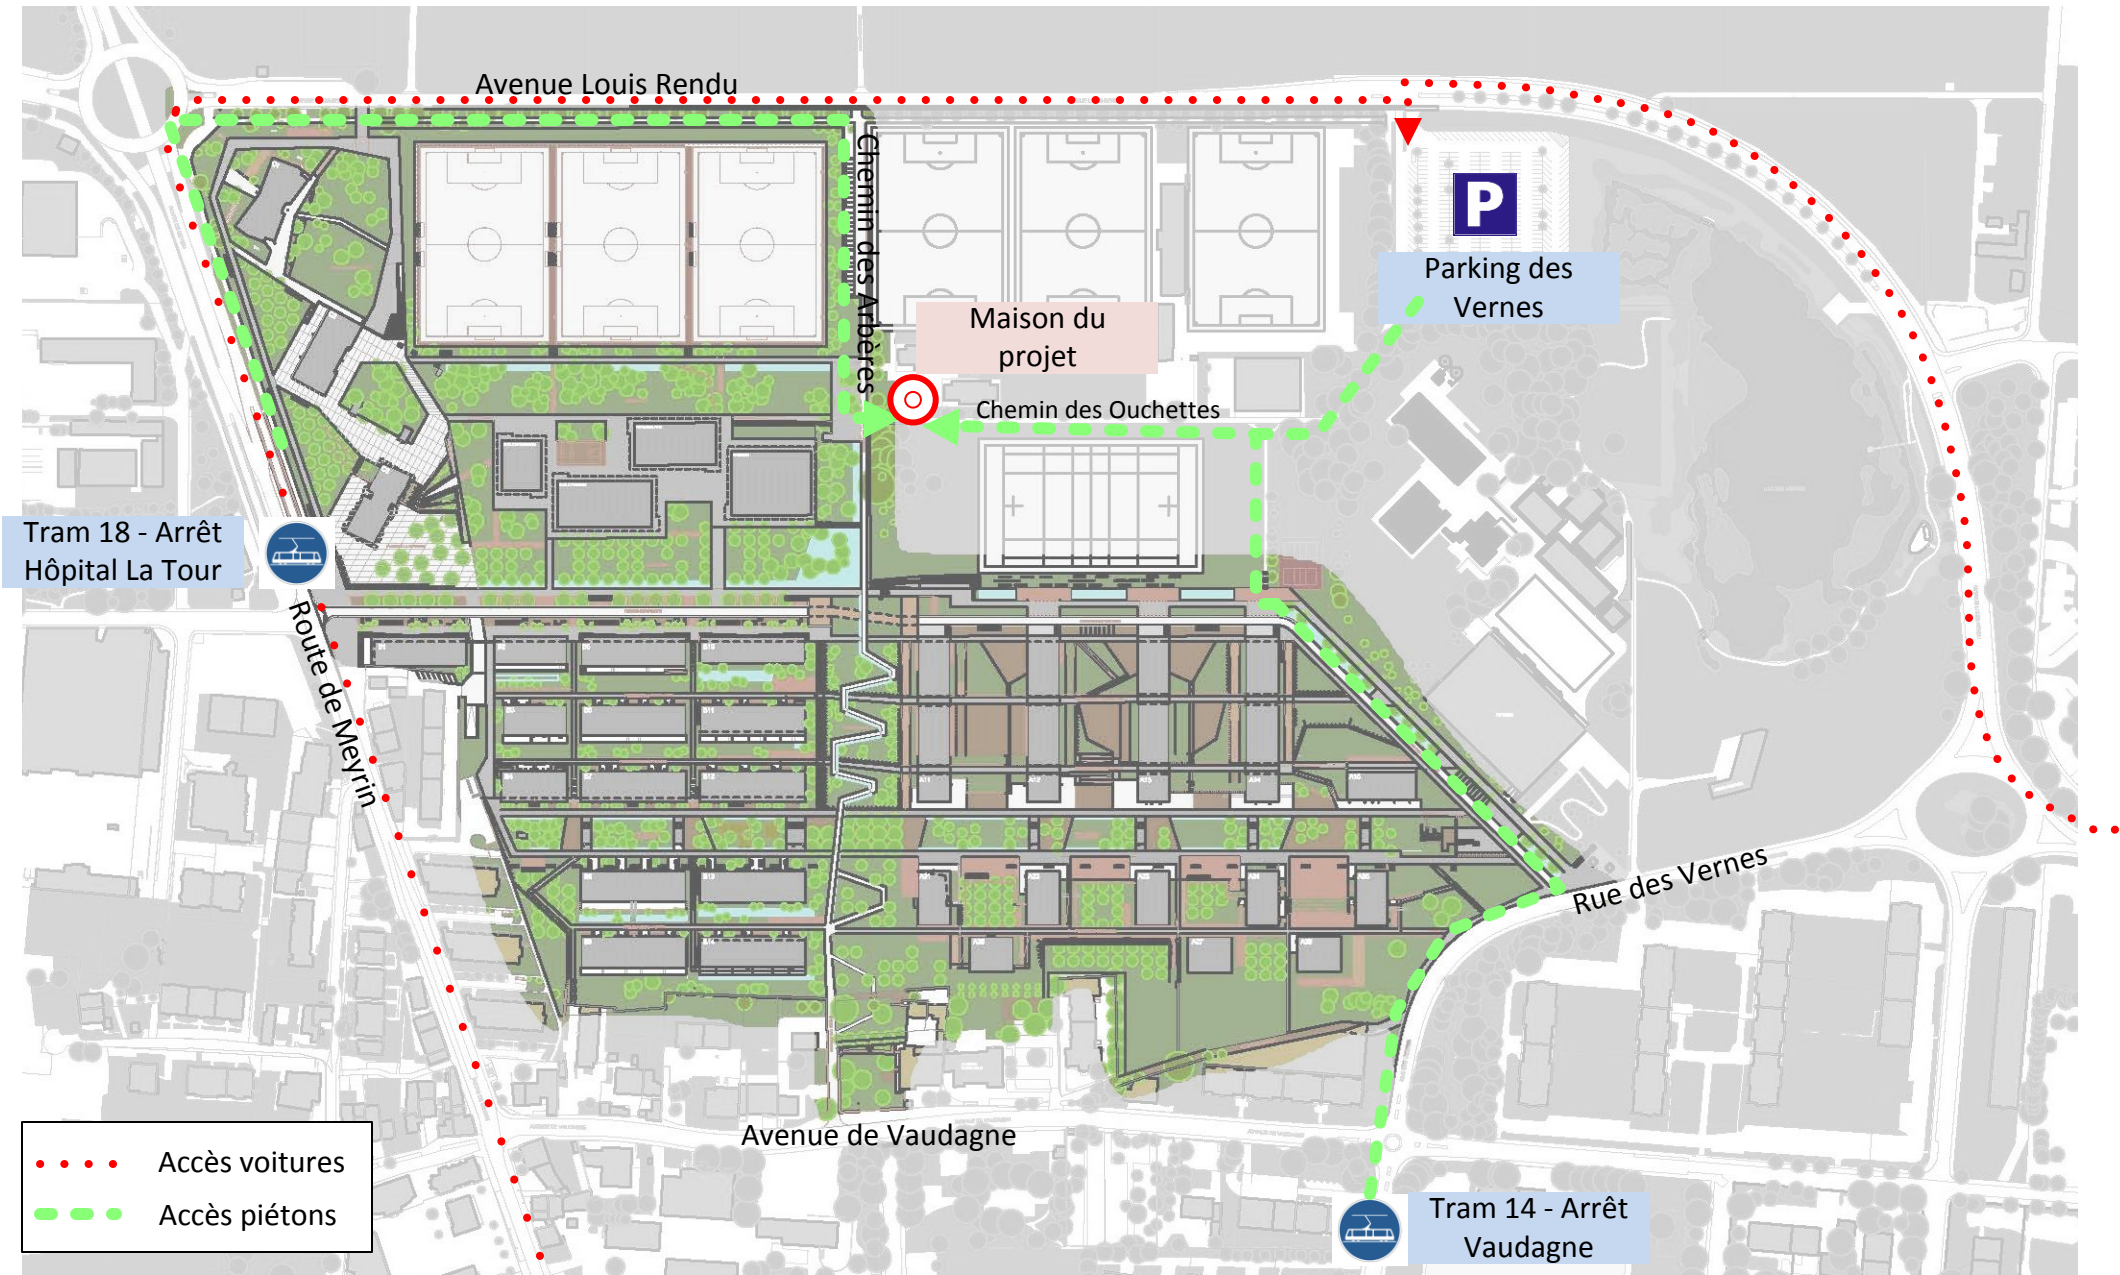 Avenue Louis Rendu
Chemin des Arbères
P
Parking des
Vernes
Maison du
projet
Chemin des Ouchettes
Tram 18 - Arrêt
Hôpital La Tour
Route de Meyrin
Rue des Vernes
Avenue de Vaudagne
Accès voitures
Accès piétons
Tram 14 - Arrêt
Vaudagne